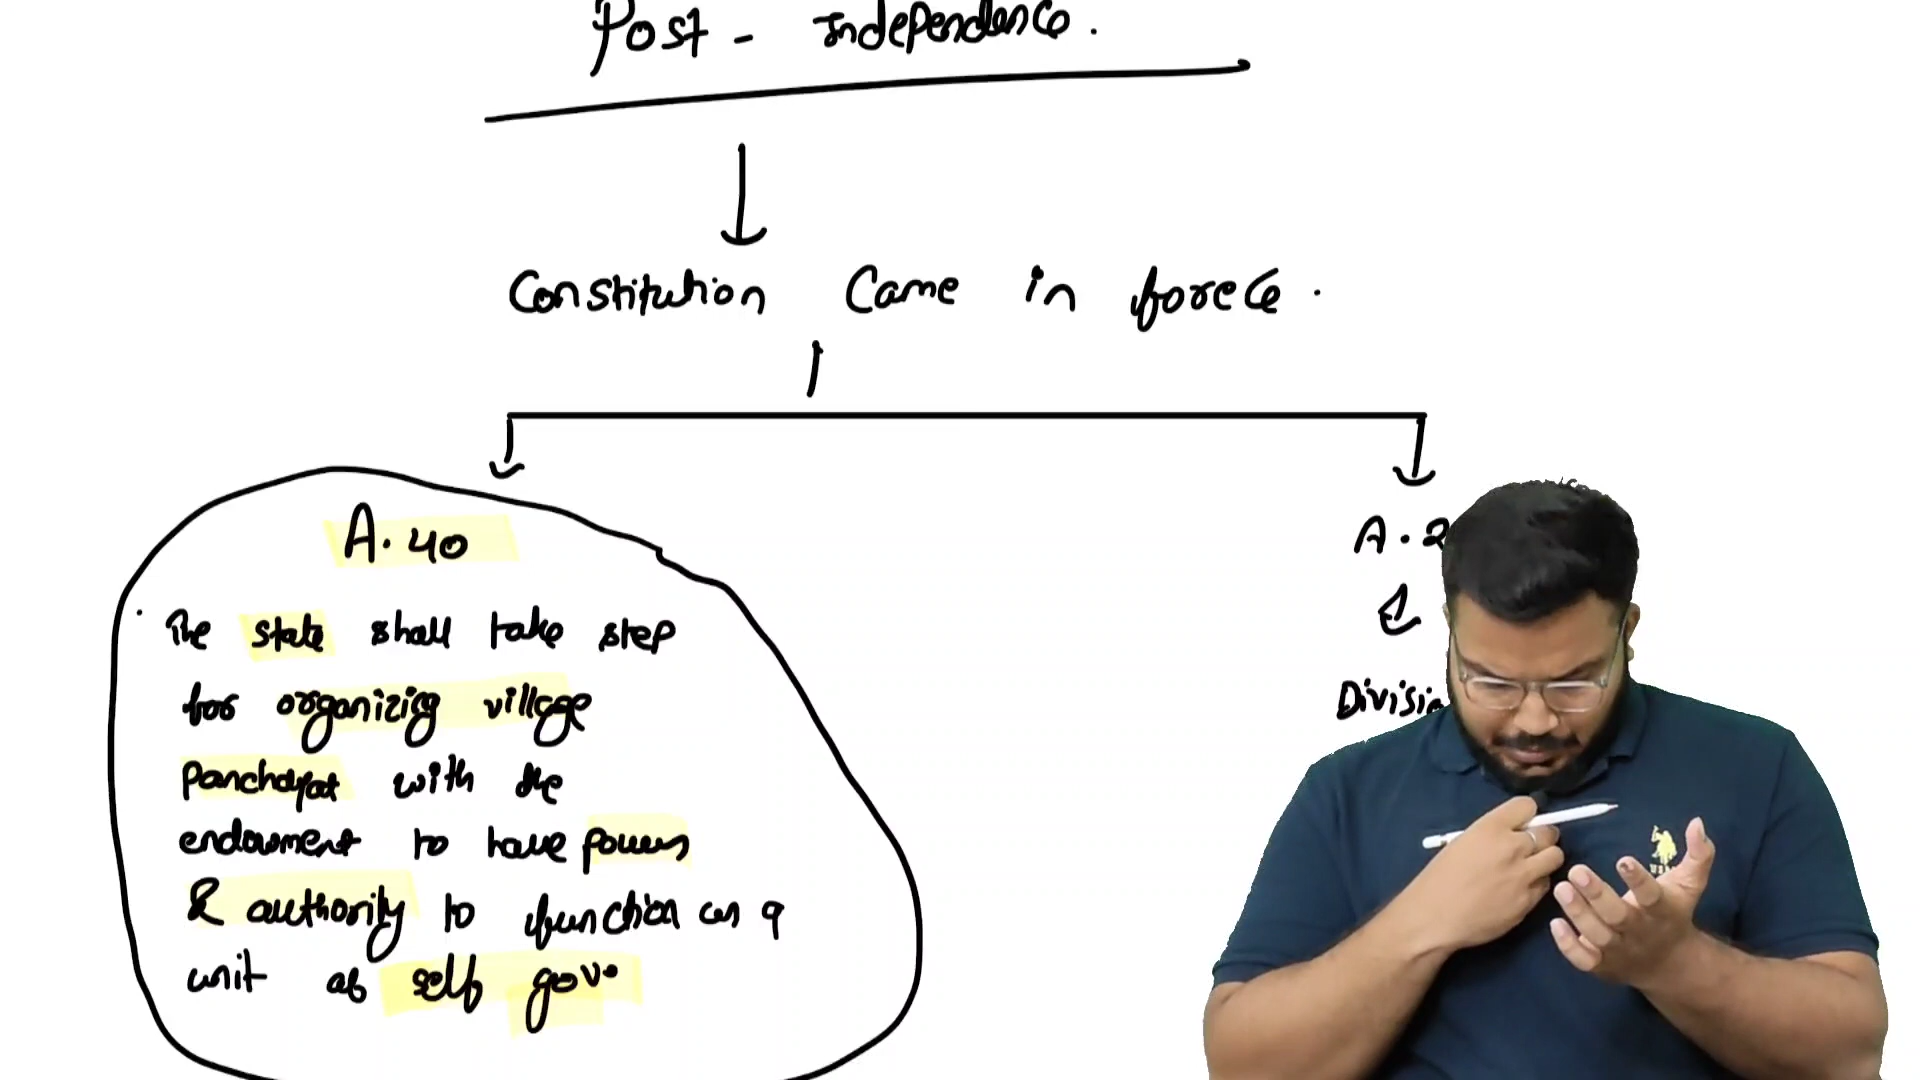 Post - Independence.
Constitution Came in force.
A. 40
The state shall take step
for organizing village
Panchayat with the
endowment to have powers
& authority to function as a
unit of self gov.
A. 2
Divisi